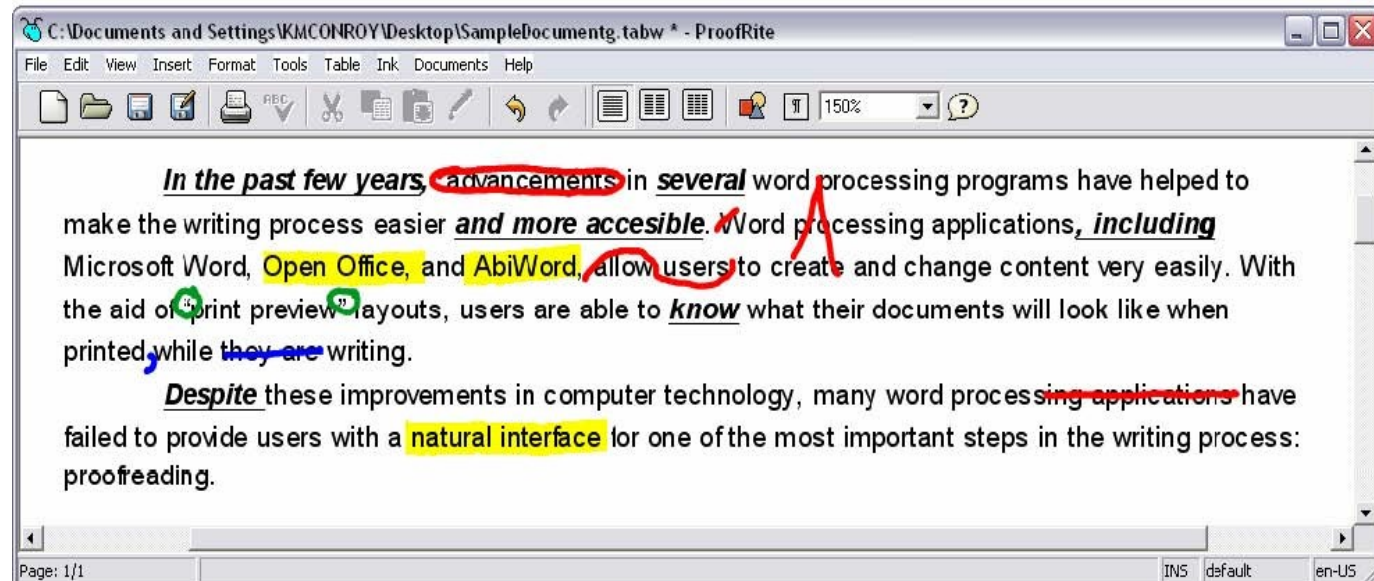 C:\Documents and Settings\KMCONROY\Desktop\SampleDocumentg.tabw * - ProofRite
File Edit View Insert Format Tools Table Ink Documents Help
ABC 150%
In the past few years, advancements in several word processing programs have helped to
make the writing process easier and more accesible. Word processing applications, including
Microsoft Word, Open Office, and AbiWord, allow users to create and change content very easily. With
the aid of “print preview” layouts, users are able to know what their documents will look like when
printed, while they are writing.
Despite these improvements in computer technology, many word processing applications have
failed to provide users with a natural interface for one of the most important steps in the writing process:
proofreading.
Page: 1/1 INS default en-US